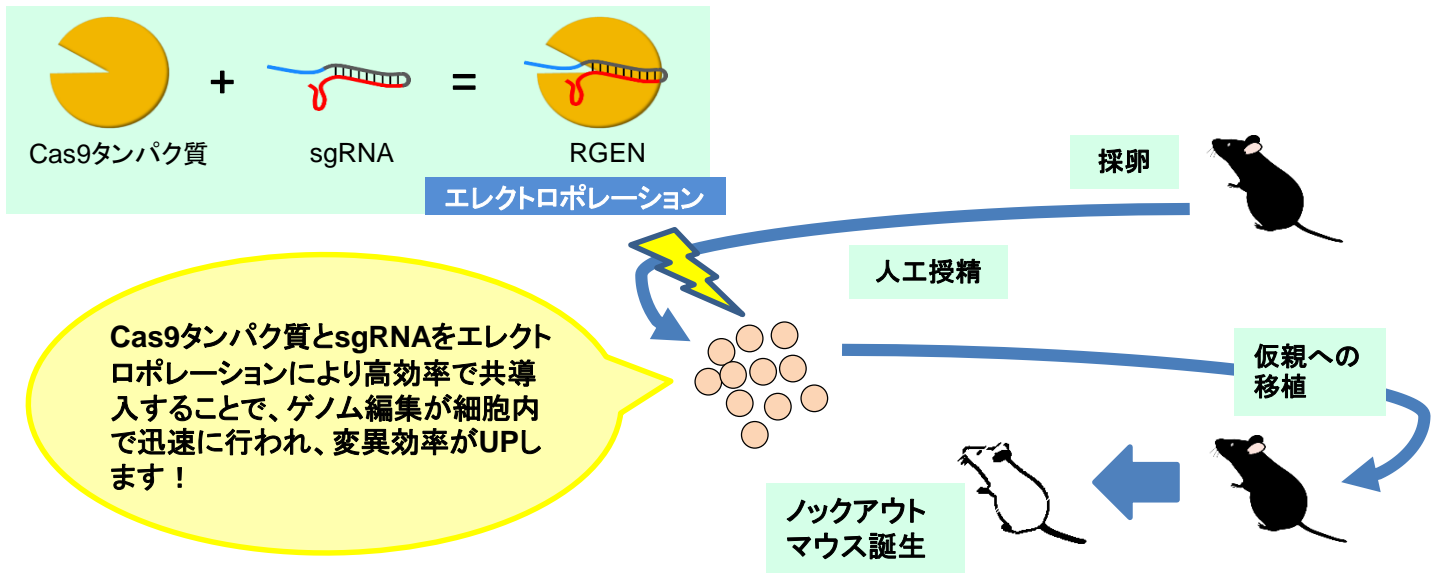 +
=
Cas9タンパク質
sgRNA
RGEN
エレクトロポレーション
採卵
人工授精
Cas9タンパク質とsgRNAをエレクト
ロポレーションにより高効率で共導
入することで、ゲノム編集が細胞内
で迅速に行われ、変異効率がUPし
ます！
仮親への
移植
ノックアウト
マウス誕生